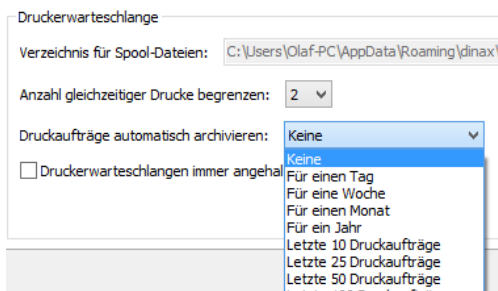 Druckerwarteschlange
Verzeichnis für Spool-Dateien: C:\Users\Olaf-PC\AppData\Roaming\dinax\
Anzahl gleichzeitiger Drucke begrenzen: 2
Druckaufträge automatisch archivieren: Keine
Keine
Druckerwarteschlangen immer angehal
Für einen Tag
Für eine Woche
Für einen Monat
Für ein Jahr
Letzte 10 Druckaufträge
Letzte 25 Druckaufträge
Letzte 50 Druckaufträge